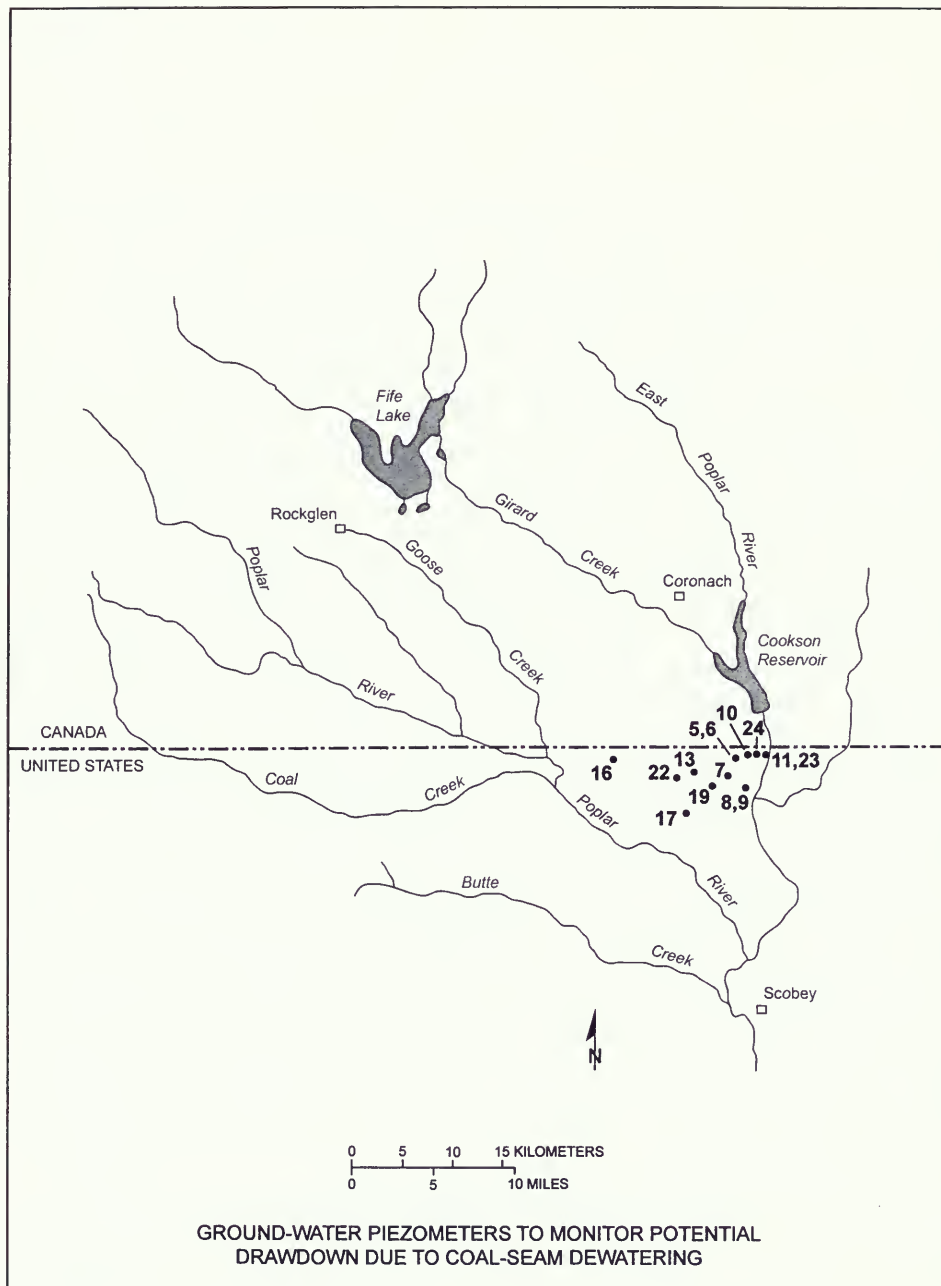 Fife
Lake
East
Poplar
River
Rockglen
Girard
Creek
Goose
Creek
Coronach
Poplar
River
Cookson
Reservoir
CANADA
UNITED STATES
10
5,6
24
11,23
16
13
22
7
19
8,9
17
Coal
Creek
Poplar
River
Butte
Creek
Scobey
N
0 5 10 15 KILOMETERS
0 5 10 MILES
GROUND-WATER PIEZOMETERS TO MONITOR POTENTIAL
DRAWDOWN DUE TO COAL-SEAM DEWATERING